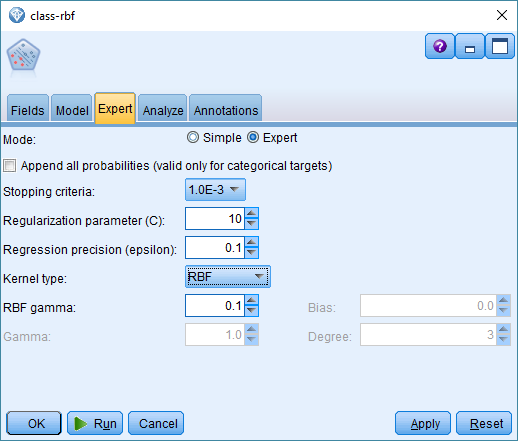 class-rbf
?
Fields Model Expert Analyze Annotations
Mode: Simple Expert
Append all probabilities (valid only for categorical targets)
Stopping criteria: 1.0E-3
Regularization parameter (C): 10
Regression precision (epsilon): 0.1
Kernel type: RBF
RBF gamma: 0.1 Bias: 0.0
Gamma: 1.0 Degree: 3
OK Run Cancel Apply Reset